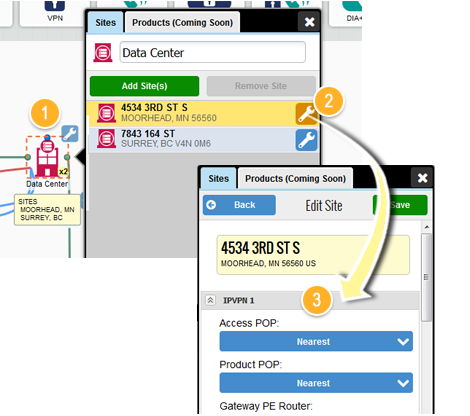 VPN
DIA+
Sites
Products (Coming Soon)
Data Center
Add Site(s)
Remove Site
1
2
4534 3RD ST S
MOORHEAD, MN 56560
7843 164 ST
SURREY, BC V4N 0M6
x2
Data Center
SITES
MOORHEAD, MN
SURREY, BC
Sites
Products (Coming Soon)
Back
Edit Site
Save
4534 3RD ST S
MOORHEAD, MN 56560 US
3
IPVPN 1
Access POP:
Nearest
Product POP:
Nearest
Gateway PE Router: